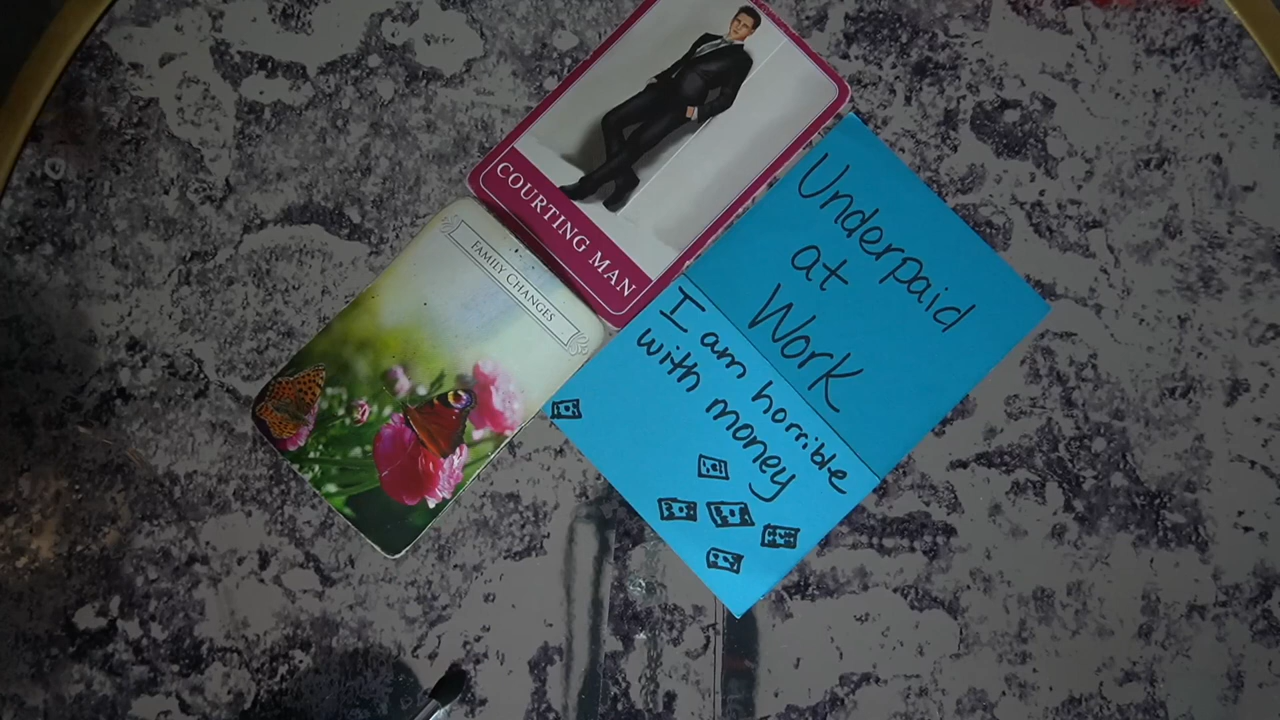 COURTING MAN
FAMILY CHANGES
Underpaid
at
Work
I am horrible
with money